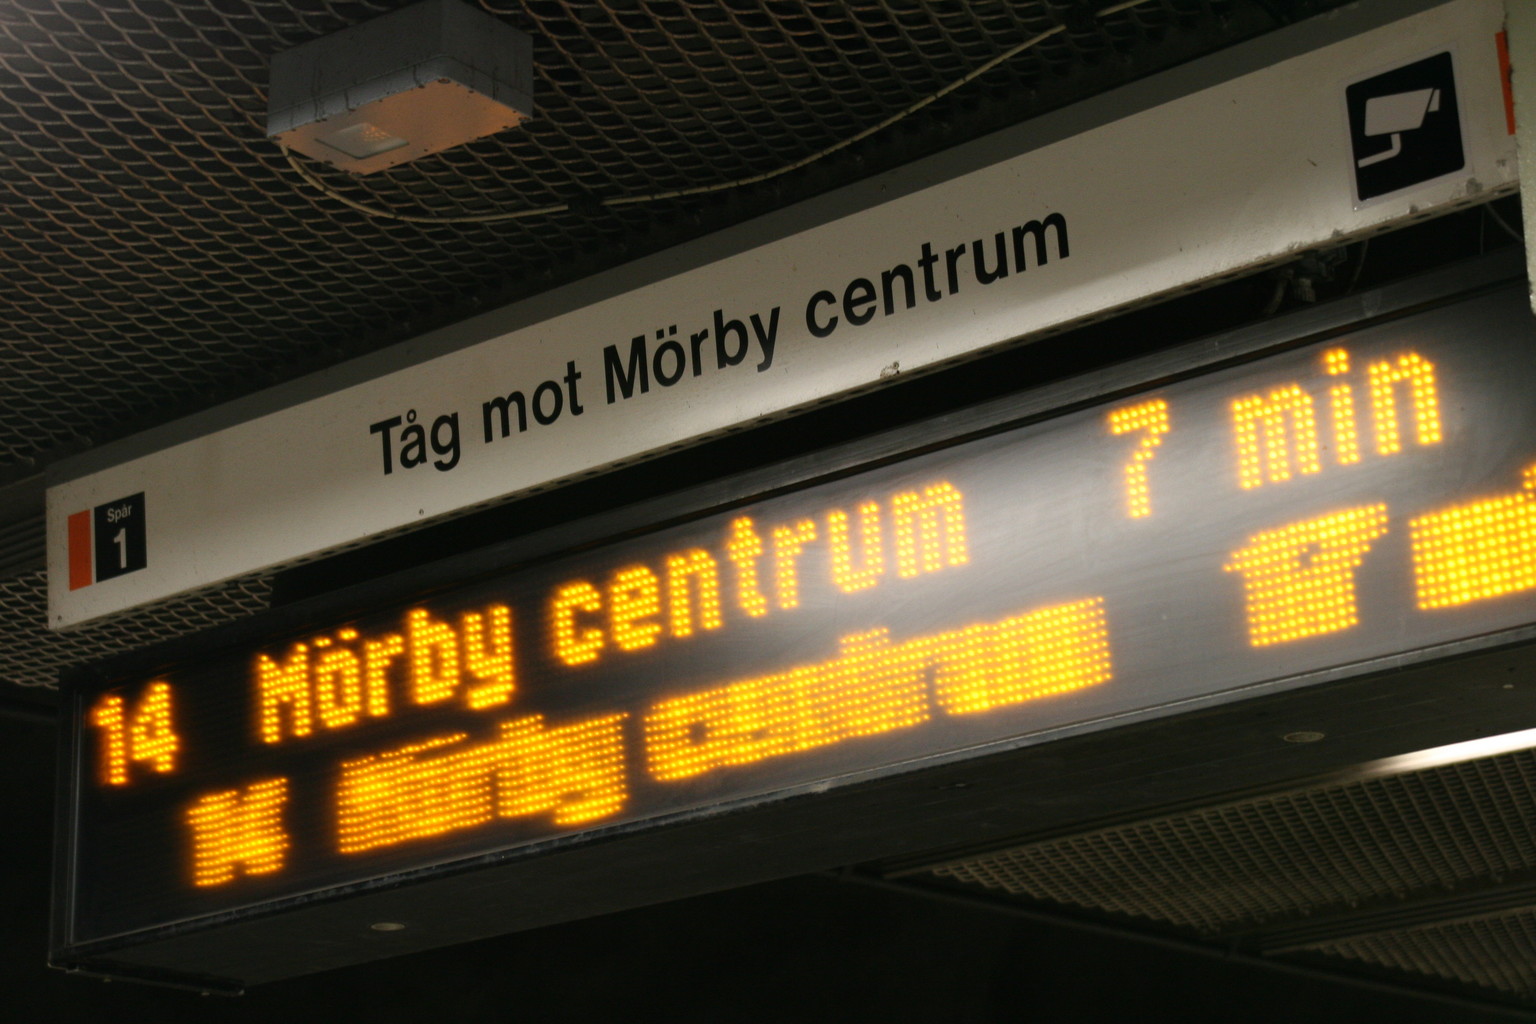 Tåg mot Mörby centrum
Spår
1
14 Mörby centrum 7 min